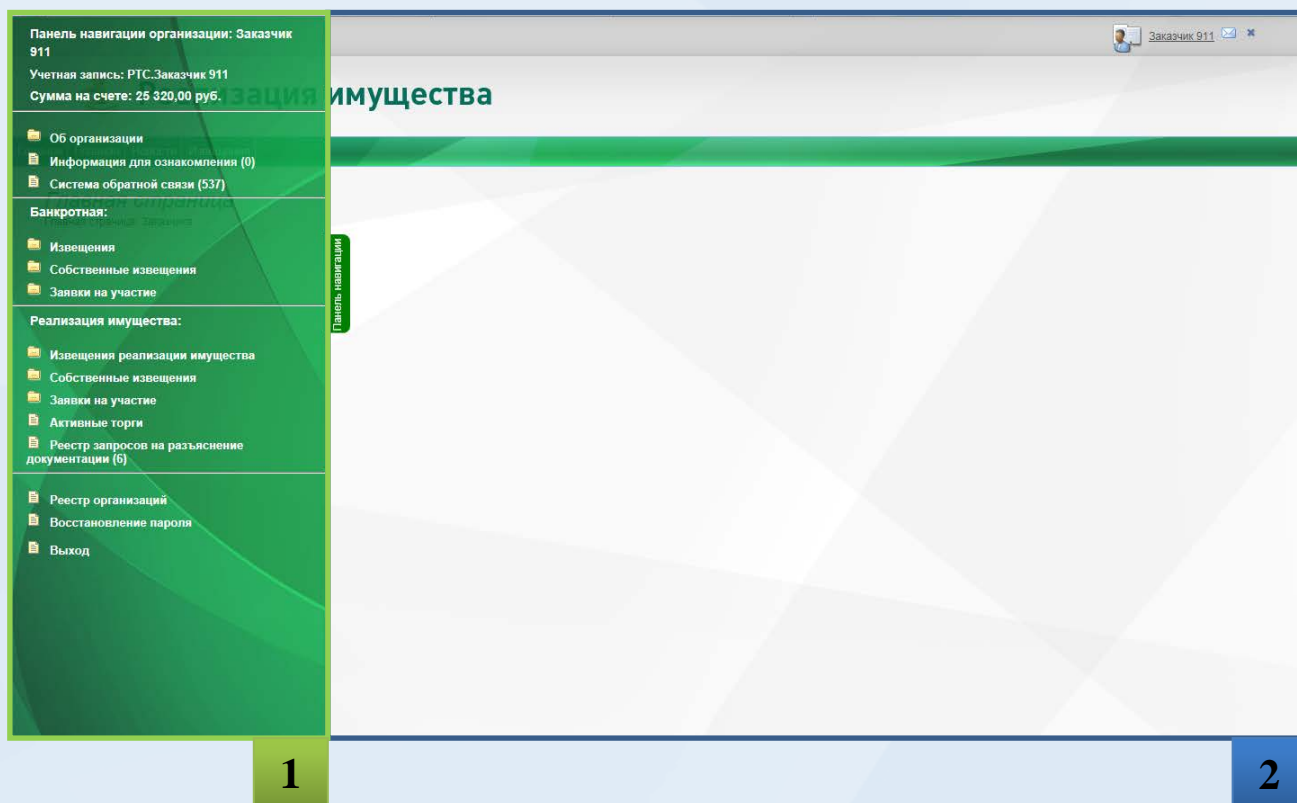 Панель навигации организации: Заказчик
911
Учетная запись: РТС.Заказчик 911
Сумма на счете: 25 320,00 руб.
Заказчик 911
Реализация имущества
Об организации
Информация для ознакомления (0)
Система обратной связи (537)
Главная страница
Банкротная:
Извещения
Собственные извещения
Заявки на участие
Панель навигации
Реализация имущества:
Извещения реализации имущества
Собственные извещения
Заявки на участие
Активные торги
Реестр запросов на разъяснение
документации (6)
Реестр организаций
Восстановление пароля
Выход
1
2